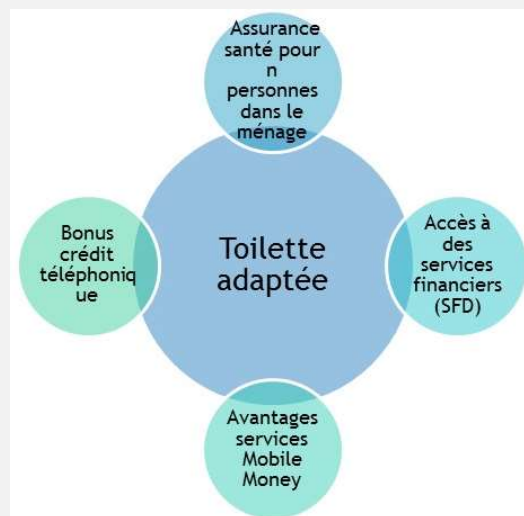 Assurance
santé pour
n
personnes
dans le
ménage
Bonus
crédit
téléphoniq
ue
Toilette
adaptée
Accès à
des
services
financiers
(SFD)
Avantages
services
Mobile
Money